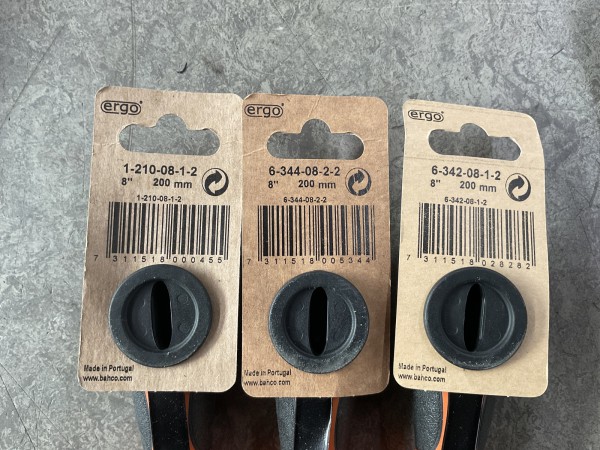 ergo
1-210-08-1-2
8" 200 mm
1-210-08-1-2
7 311518 000455
Made in Portugal
www.bahco.com
ergo
6-344-08-2-2
8" 200 mm
6-344-08-2-2
7 311518 005344
Made in Portugal
www.bahco.com
ergo
6-342-08-1-2
8" 200 mm
6-342-08-1-2
7 311518 028282
Made in Portugal
www.bahco.com